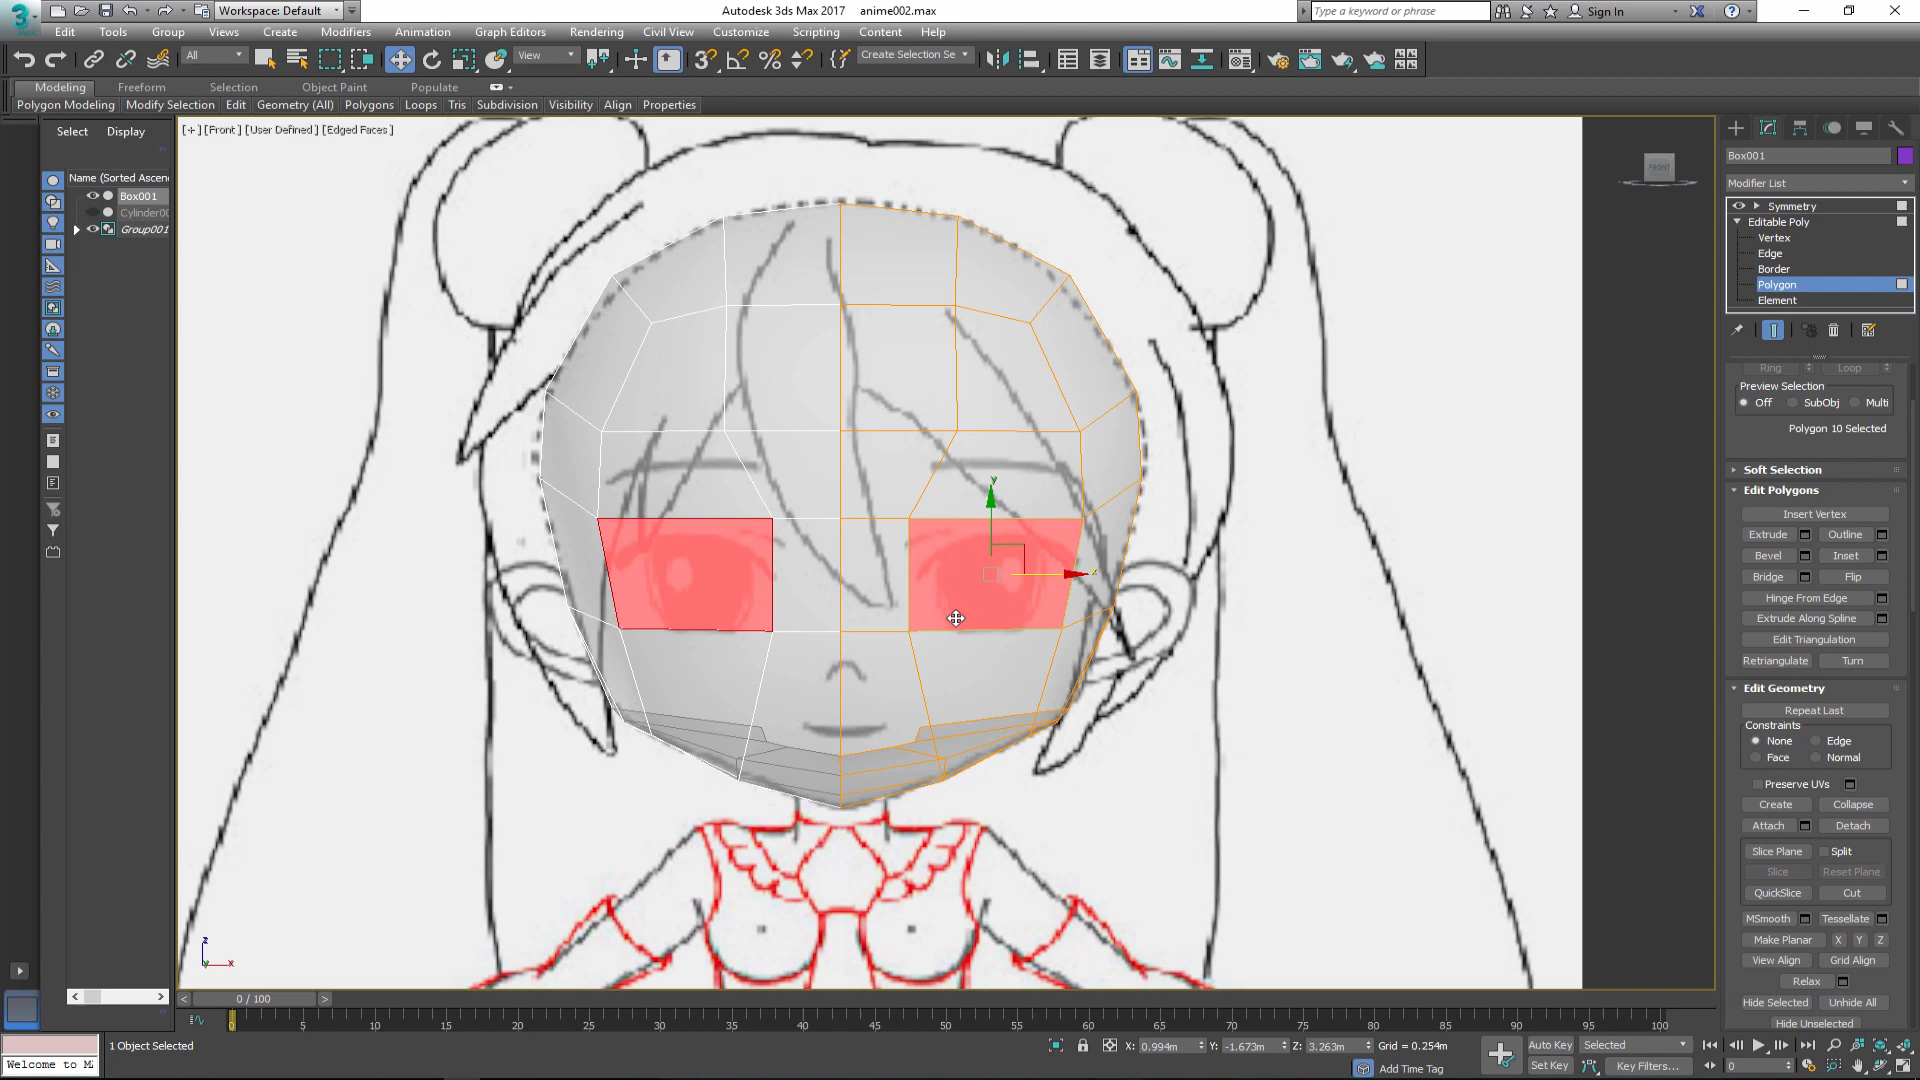 Workspace: Default
Autodesk 3ds Max 2017 anime002.max
Type a keyword or phrase
Sign In
MAX
Edit Tools Group Views Create Modifiers Animation Graph Editors Rendering Civil View Customize Scripting Content Help
All
View
Create Selection Se
Modeling Freeform Selection Object Paint Populate
Polygon Modeling Modify Selection Edit Geometry (All) Polygons Loops Tris Subdivision Visibility Align Properties
Select Display
[+] [Front] [User Defined] [Edged Faces]
FRONT
Name (Sorted Ascen
Box001
Cylinder00
Group001
Box001
Modifier List
Symmetry
Editable Poly
Vertex
Edge
Border
Polygon
Element
Ring Loop
Preview Selection
Off SubObj Multi
Polygon 10 Selected
Soft Selection
Edit Polygons
Insert Vertex
Extrude Outline
Bevel Inset
Bridge Flip
Hinge From Edge
Extrude Along Spline
Edit Triangulation
Retriangulate Turn
Edit Geometry
Repeat Last
Constraints
None Edge
Face Normal
Preserve UVs
Create Collapse
Attach Detach
Slice Plane Split
Slice Reset Plane
QuickSlice Cut
MSmooth Tessellate
Make Planar X Y Z
View Align Grid Align
Relax
Hide Selected Unhide All
Hide Unselected
y
x
z
y
x
< 0 / 100 >
0 5 10 15 20 25 30 35 40 45 50 55 60 65 70 75 80 85 90 95 100
1 Object Selected
X: 0.994m Y: -1.673m Z: 3.263m Grid = 0.254m
Auto Key Selected
Welcome to M
Add Time Tag
Set Key Key Filters...
0